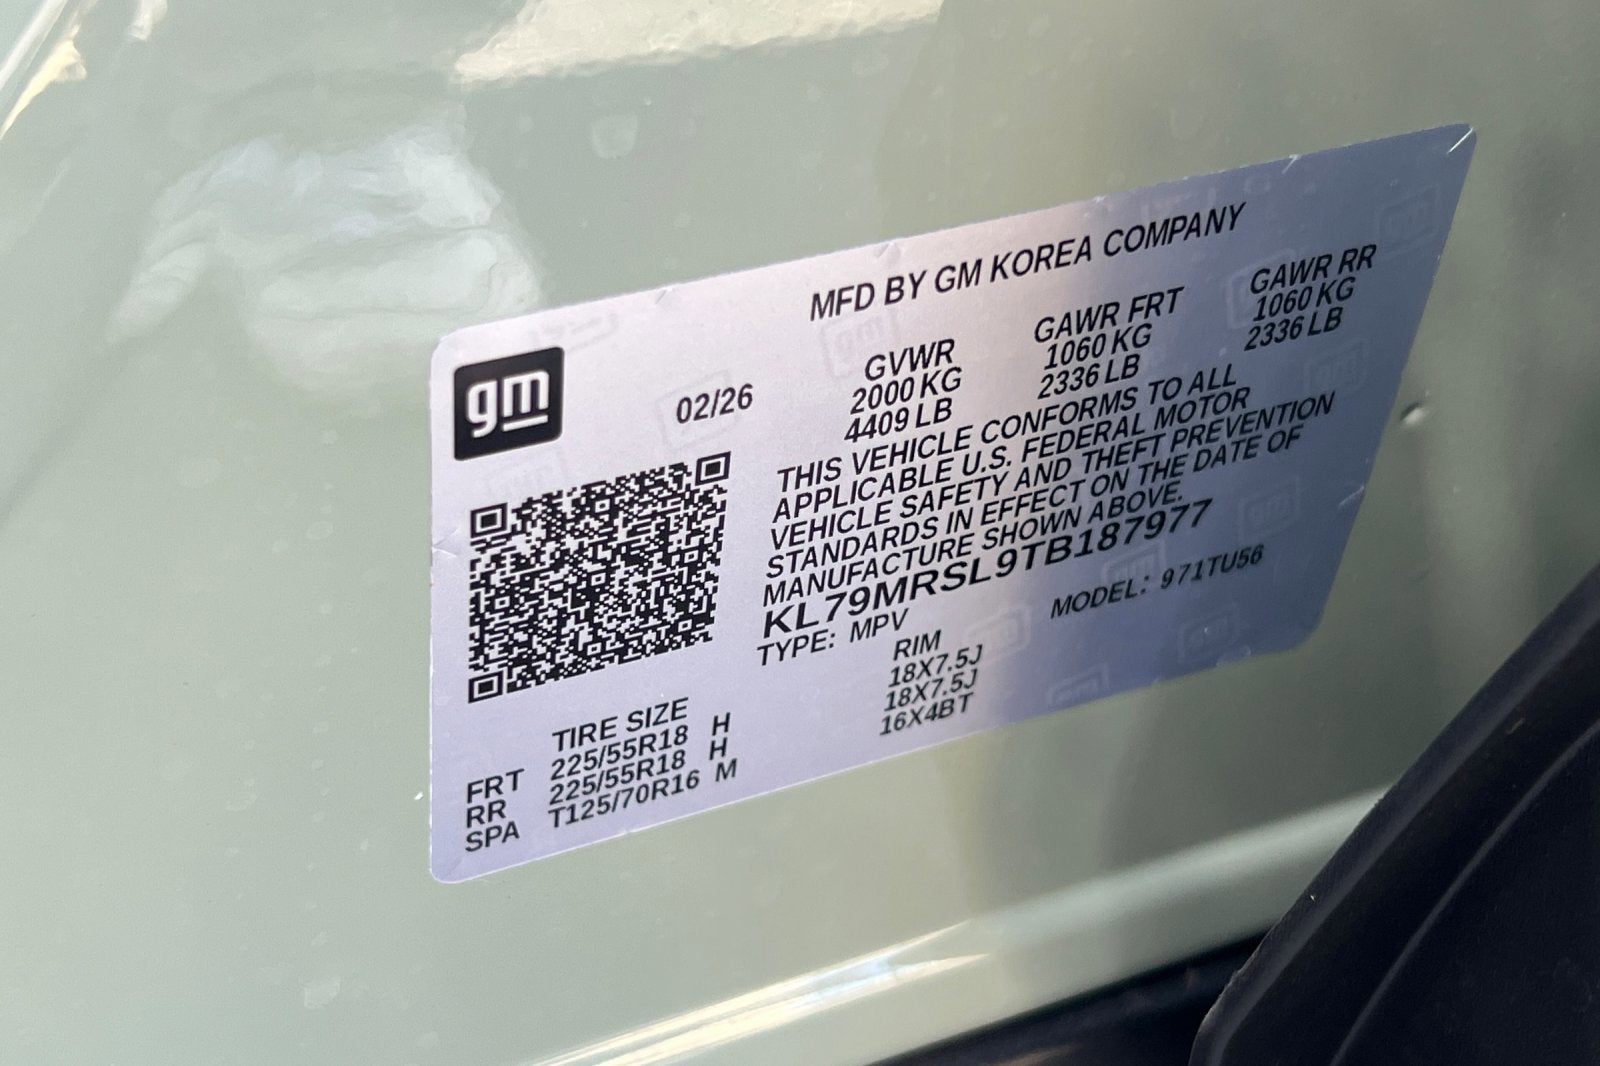 MFD BY GM KOREA COMPANY
gm
02/26
GVWR GAWR FRT GAWR RR
2000 KG 1060 KG 1060 KG
4409 LB 2336 LB 2336 LB
THIS VEHICLE CONFORMS TO ALL
APPLICABLE U.S. FEDERAL MOTOR
VEHICLE SAFETY AND THEFT PREVENTION
STANDARDS IN EFFECT ON THE DATE OF
MANUFACTURE SHOWN ABOVE.
KL79MRSL9TB187977
TYPE: MPV MODEL: 971TU56
TIRE SIZE RIM
FRT 225/55R18 H 18X7.5J
RR 225/55R18 H 18X7.5J
SPA T125/70R16 M 16X4BT